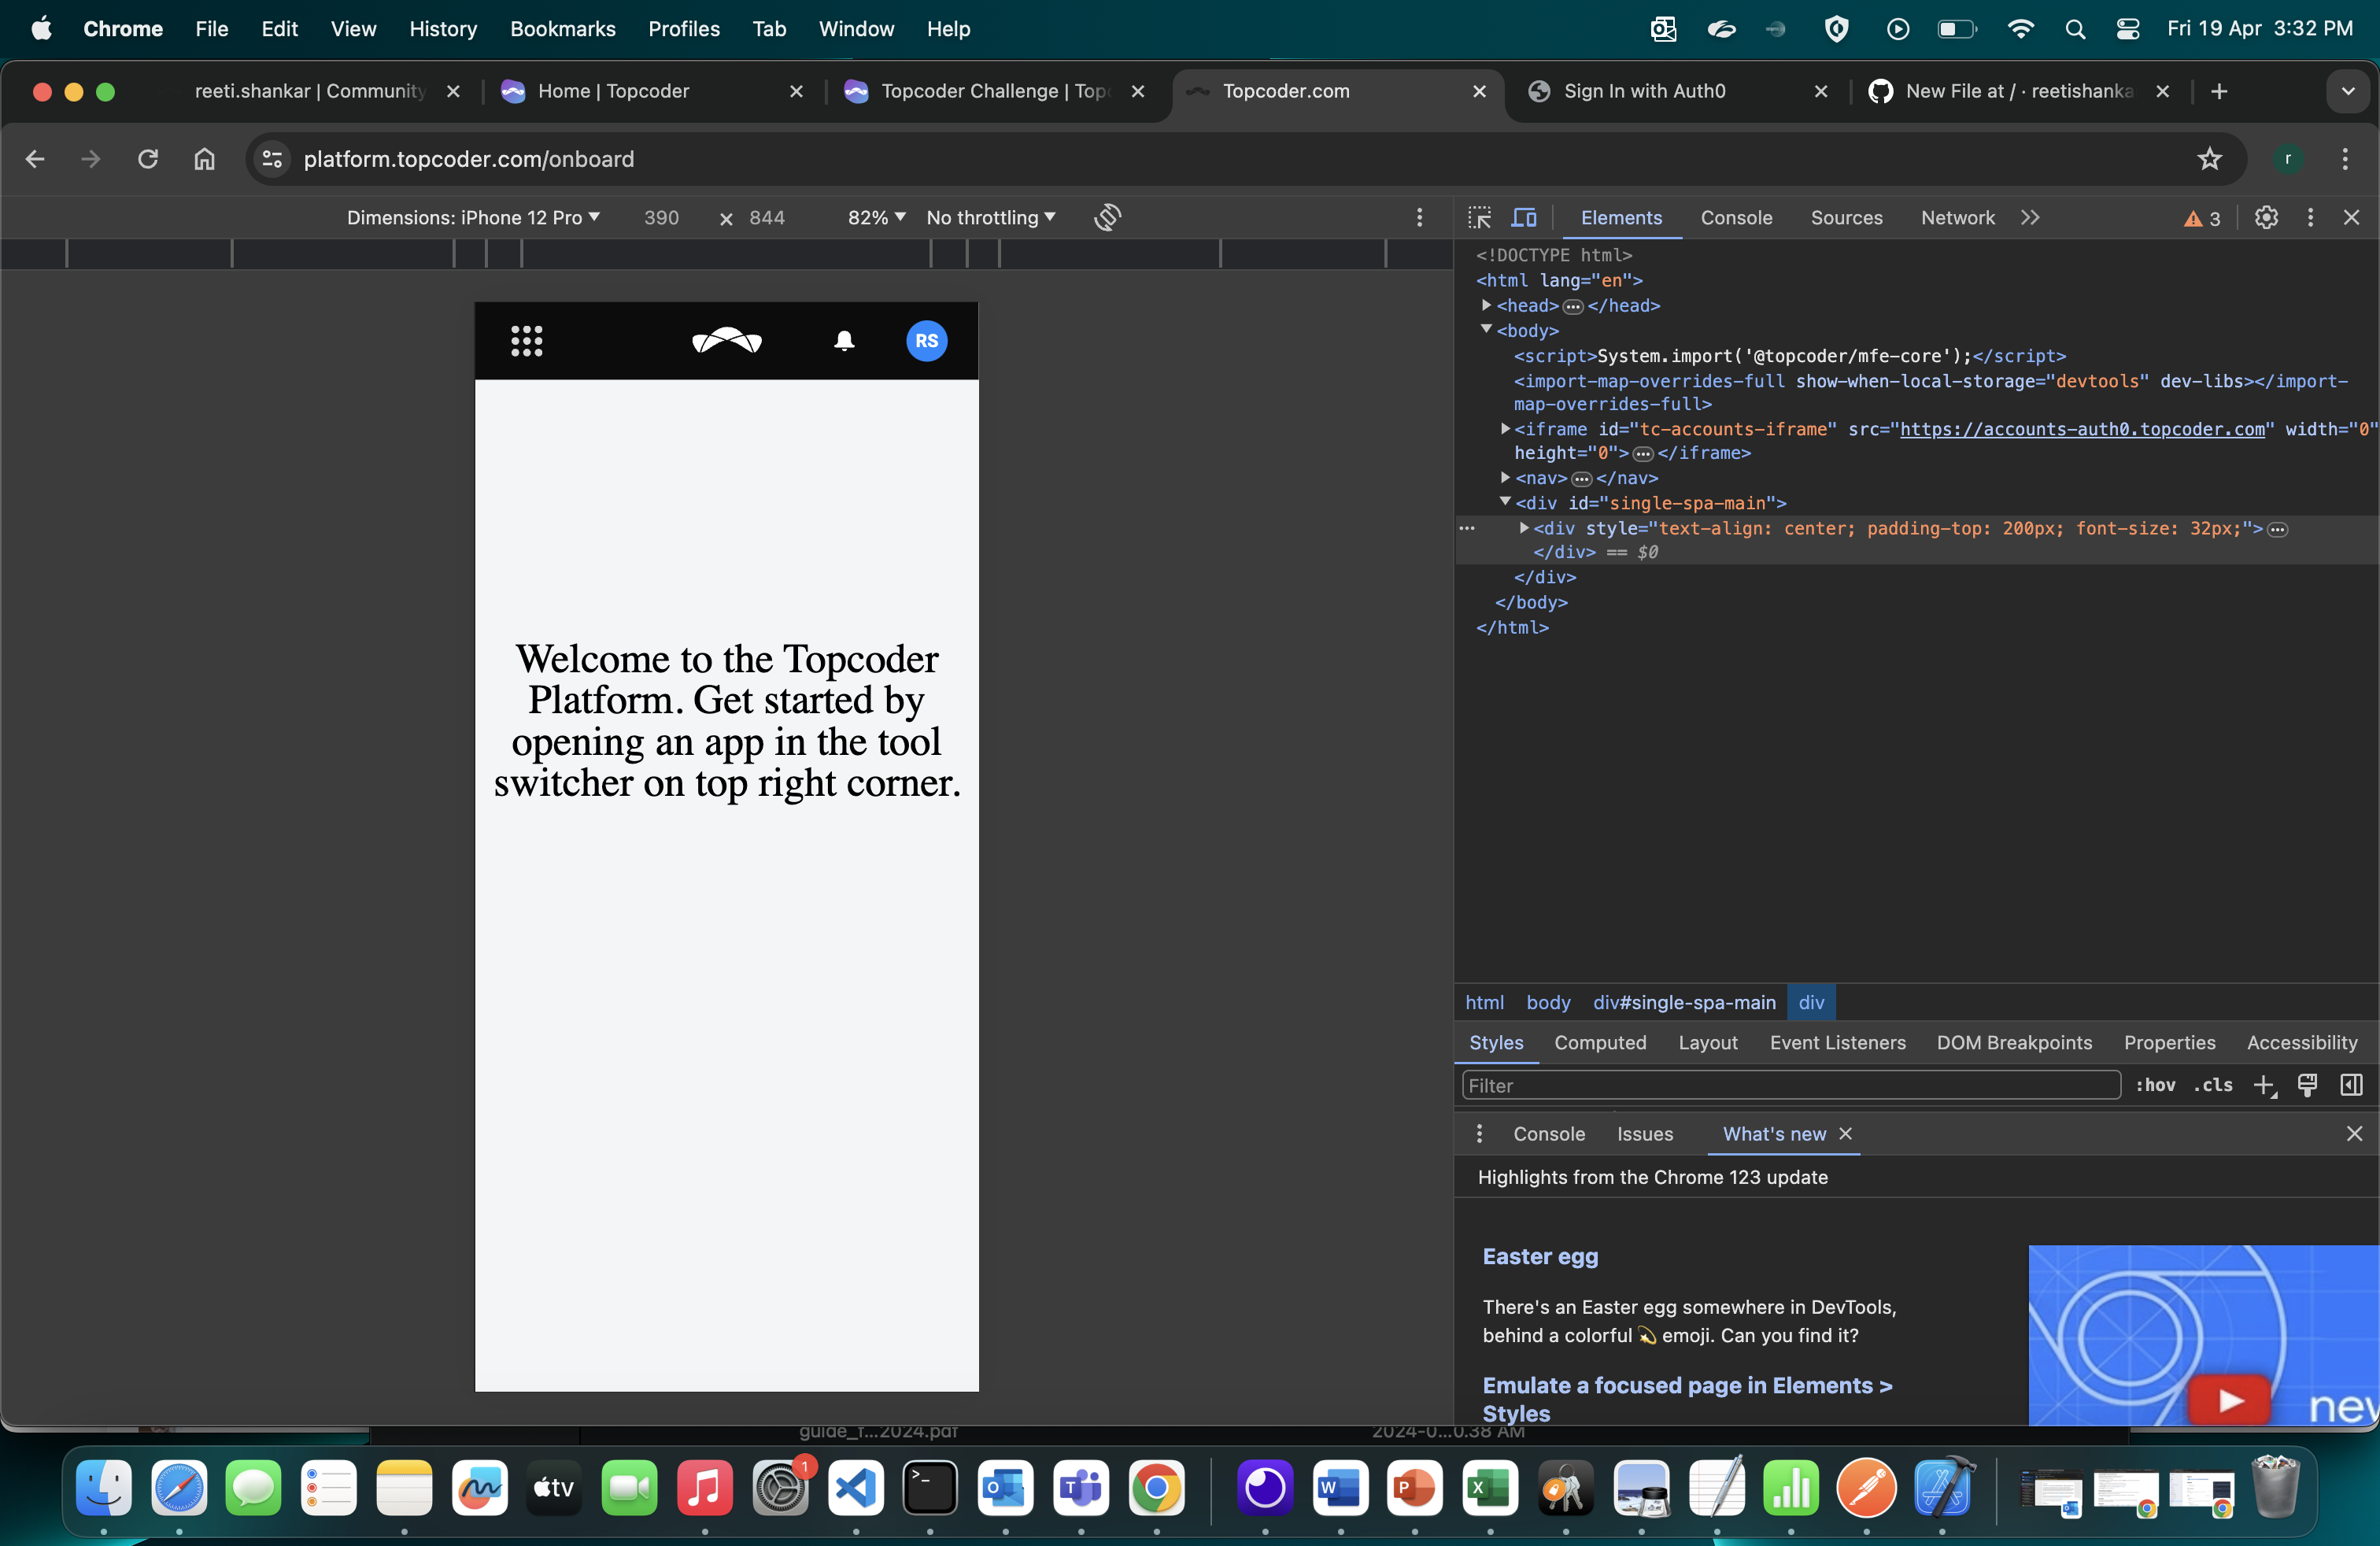 Chrome File Edit View History Bookmarks Profiles Tab Window Help Fri 19 Apr 3:32 PM
reeti.shankar | Community Home | Topcoder Topcoder Challenge | Topc Topcoder.com Sign In with Auth0 New File at / · reetishanka
platform.topcoder.com/onboard r
Dimensions: iPhone 12 Pro 390 × 844 82% No throttling
Elements Console Sources Network 3
RS
Welcome to the Topcoder
Platform. Get started by
opening an app in the tool
switcher on top right corner.
<!DOCTYPE html>
<html lang="en">
<head>…</head>
<body>
<script>System.import('@topcoder/mfe-core');</script>
<import-map-overrides-full show-when-local-storage="devtools" dev-libs></import-
map-overrides-full>
<iframe id="tc-accounts-iframe" src="https://accounts-auth0.topcoder.com" width="0"
height="0">…</iframe>
<nav>…</nav>
<div id="single-spa-main">
<div style="text-align: center; padding-top: 200px; font-size: 32px;">…
</div> == $0
</div>
</body>
</html>
html body div#single-spa-main div
Styles Computed Layout Event Listeners DOM Breakpoints Properties Accessibility
Filter :hov .cls
Console Issues What's new
Highlights from the Chrome 123 update
Easter egg
There's an Easter egg somewhere in DevTools,
behind a colorful 💫 emoji. Can you find it?
Emulate a focused page in Elements >
Styles
new
guide_f...2024.pdf 2024-0...0.38 AM
1
tv